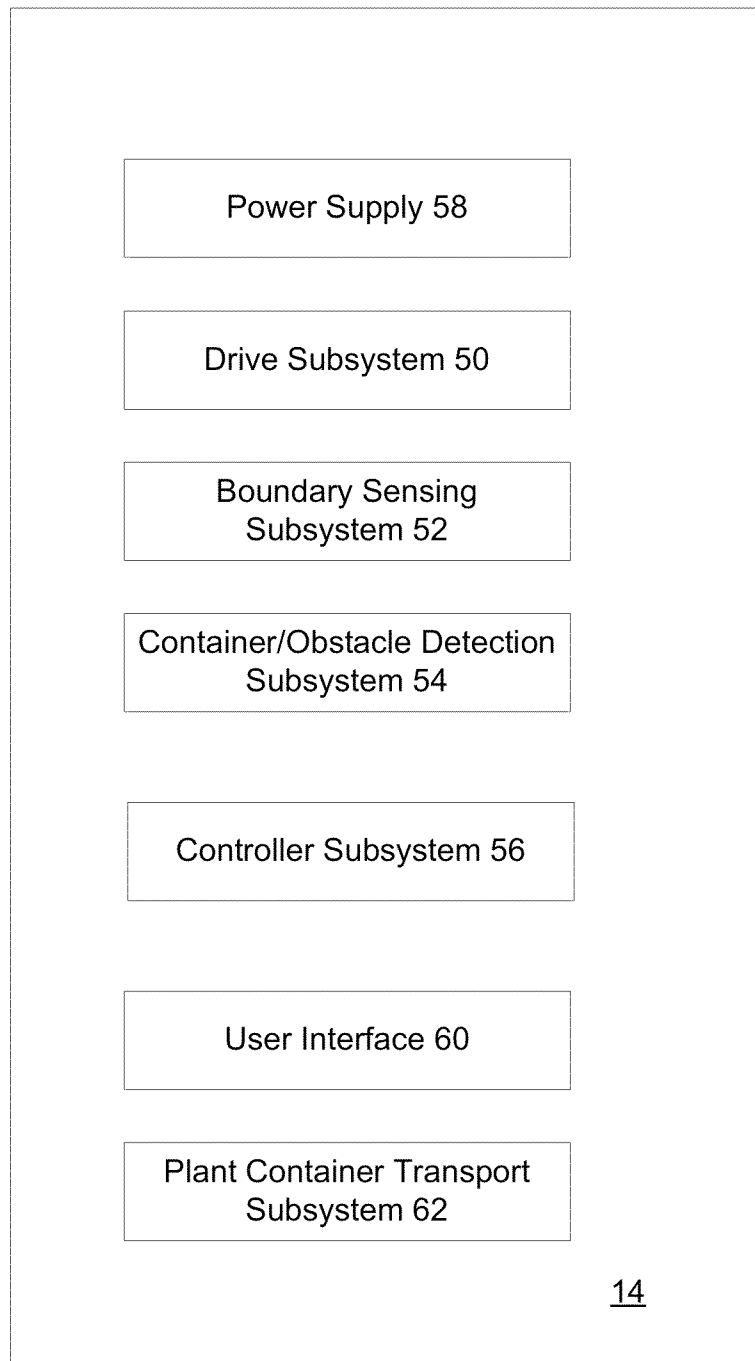 Power Supply 58
Drive Subsystem 50
Boundary Sensing
Subsystem 52
Container/Obstacle Detection
Subsystem 54
Controller Subsystem 56
User Interface 60
Plant Container Transport
Subsystem 62
14